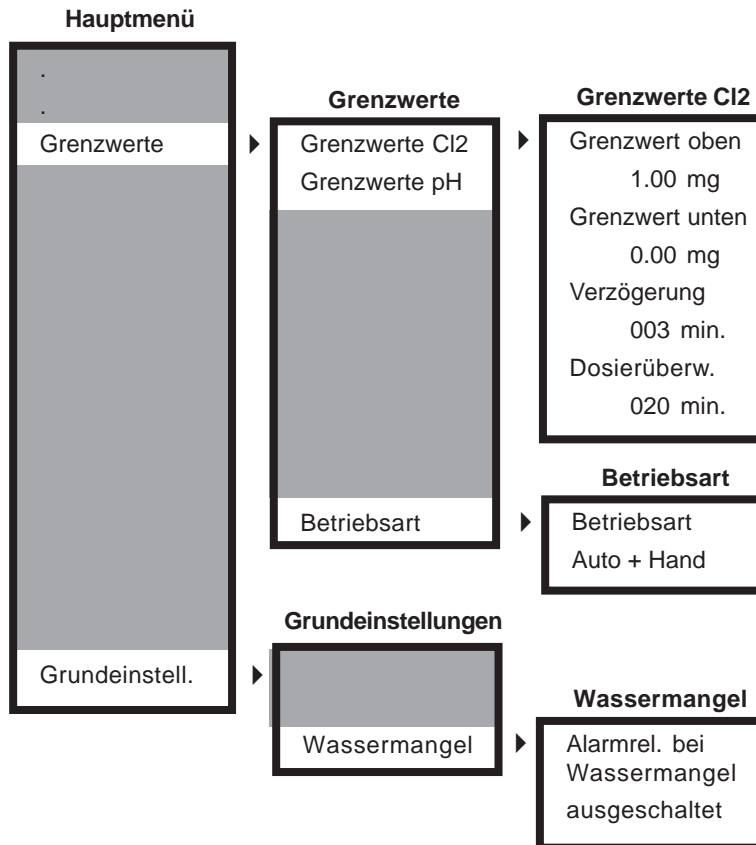 Hauptmenü
.
.
Grenzwerte
Grundeinstell.
Grenzwerte
Grenzwerte Cl2
Grenzwerte pH
Betriebsart
Grenzwerte Cl2
Grenzwert oben
1.00 mg
Grenzwert unten
0.00 mg
Verzögerung
003 min.
Dosierüberw.
020 min.
Betriebsart
Betriebsart
Auto + Hand
Grundeinstellungen
Wassermangel
Wassermangel
Alarmrel. bei
Wassermangel
ausgeschaltet